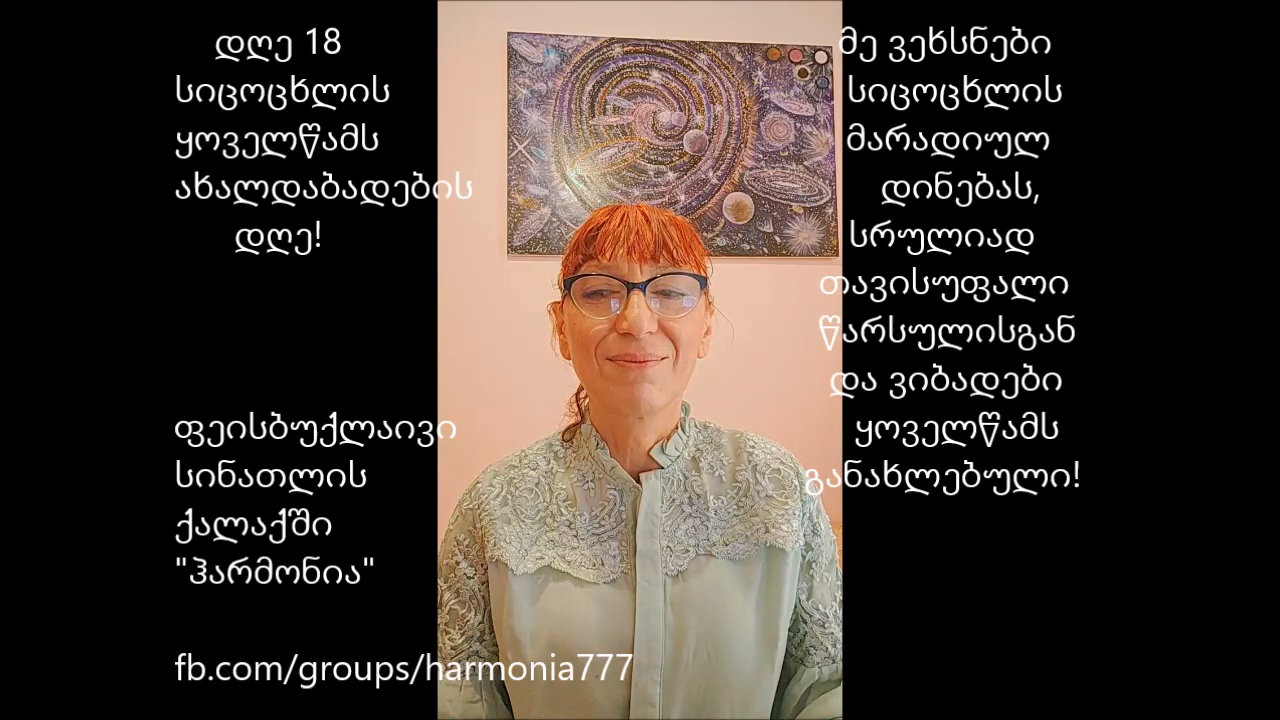 დღე 18
სიცოცხლის
ყოველწამს
ახალდაბადების
დღე!
ფეისბუქლაივი
სინათლის
ქალაქში
"ჰარმონია"
fb.com/groups/harmonia777
მე ვეხსნები
სიცოცხლის
მარადიულ
დინებას,
სრულიად
თავისუფალი
წარსულისგან
და ვიბადები
ყოველწამს
განახლებული!